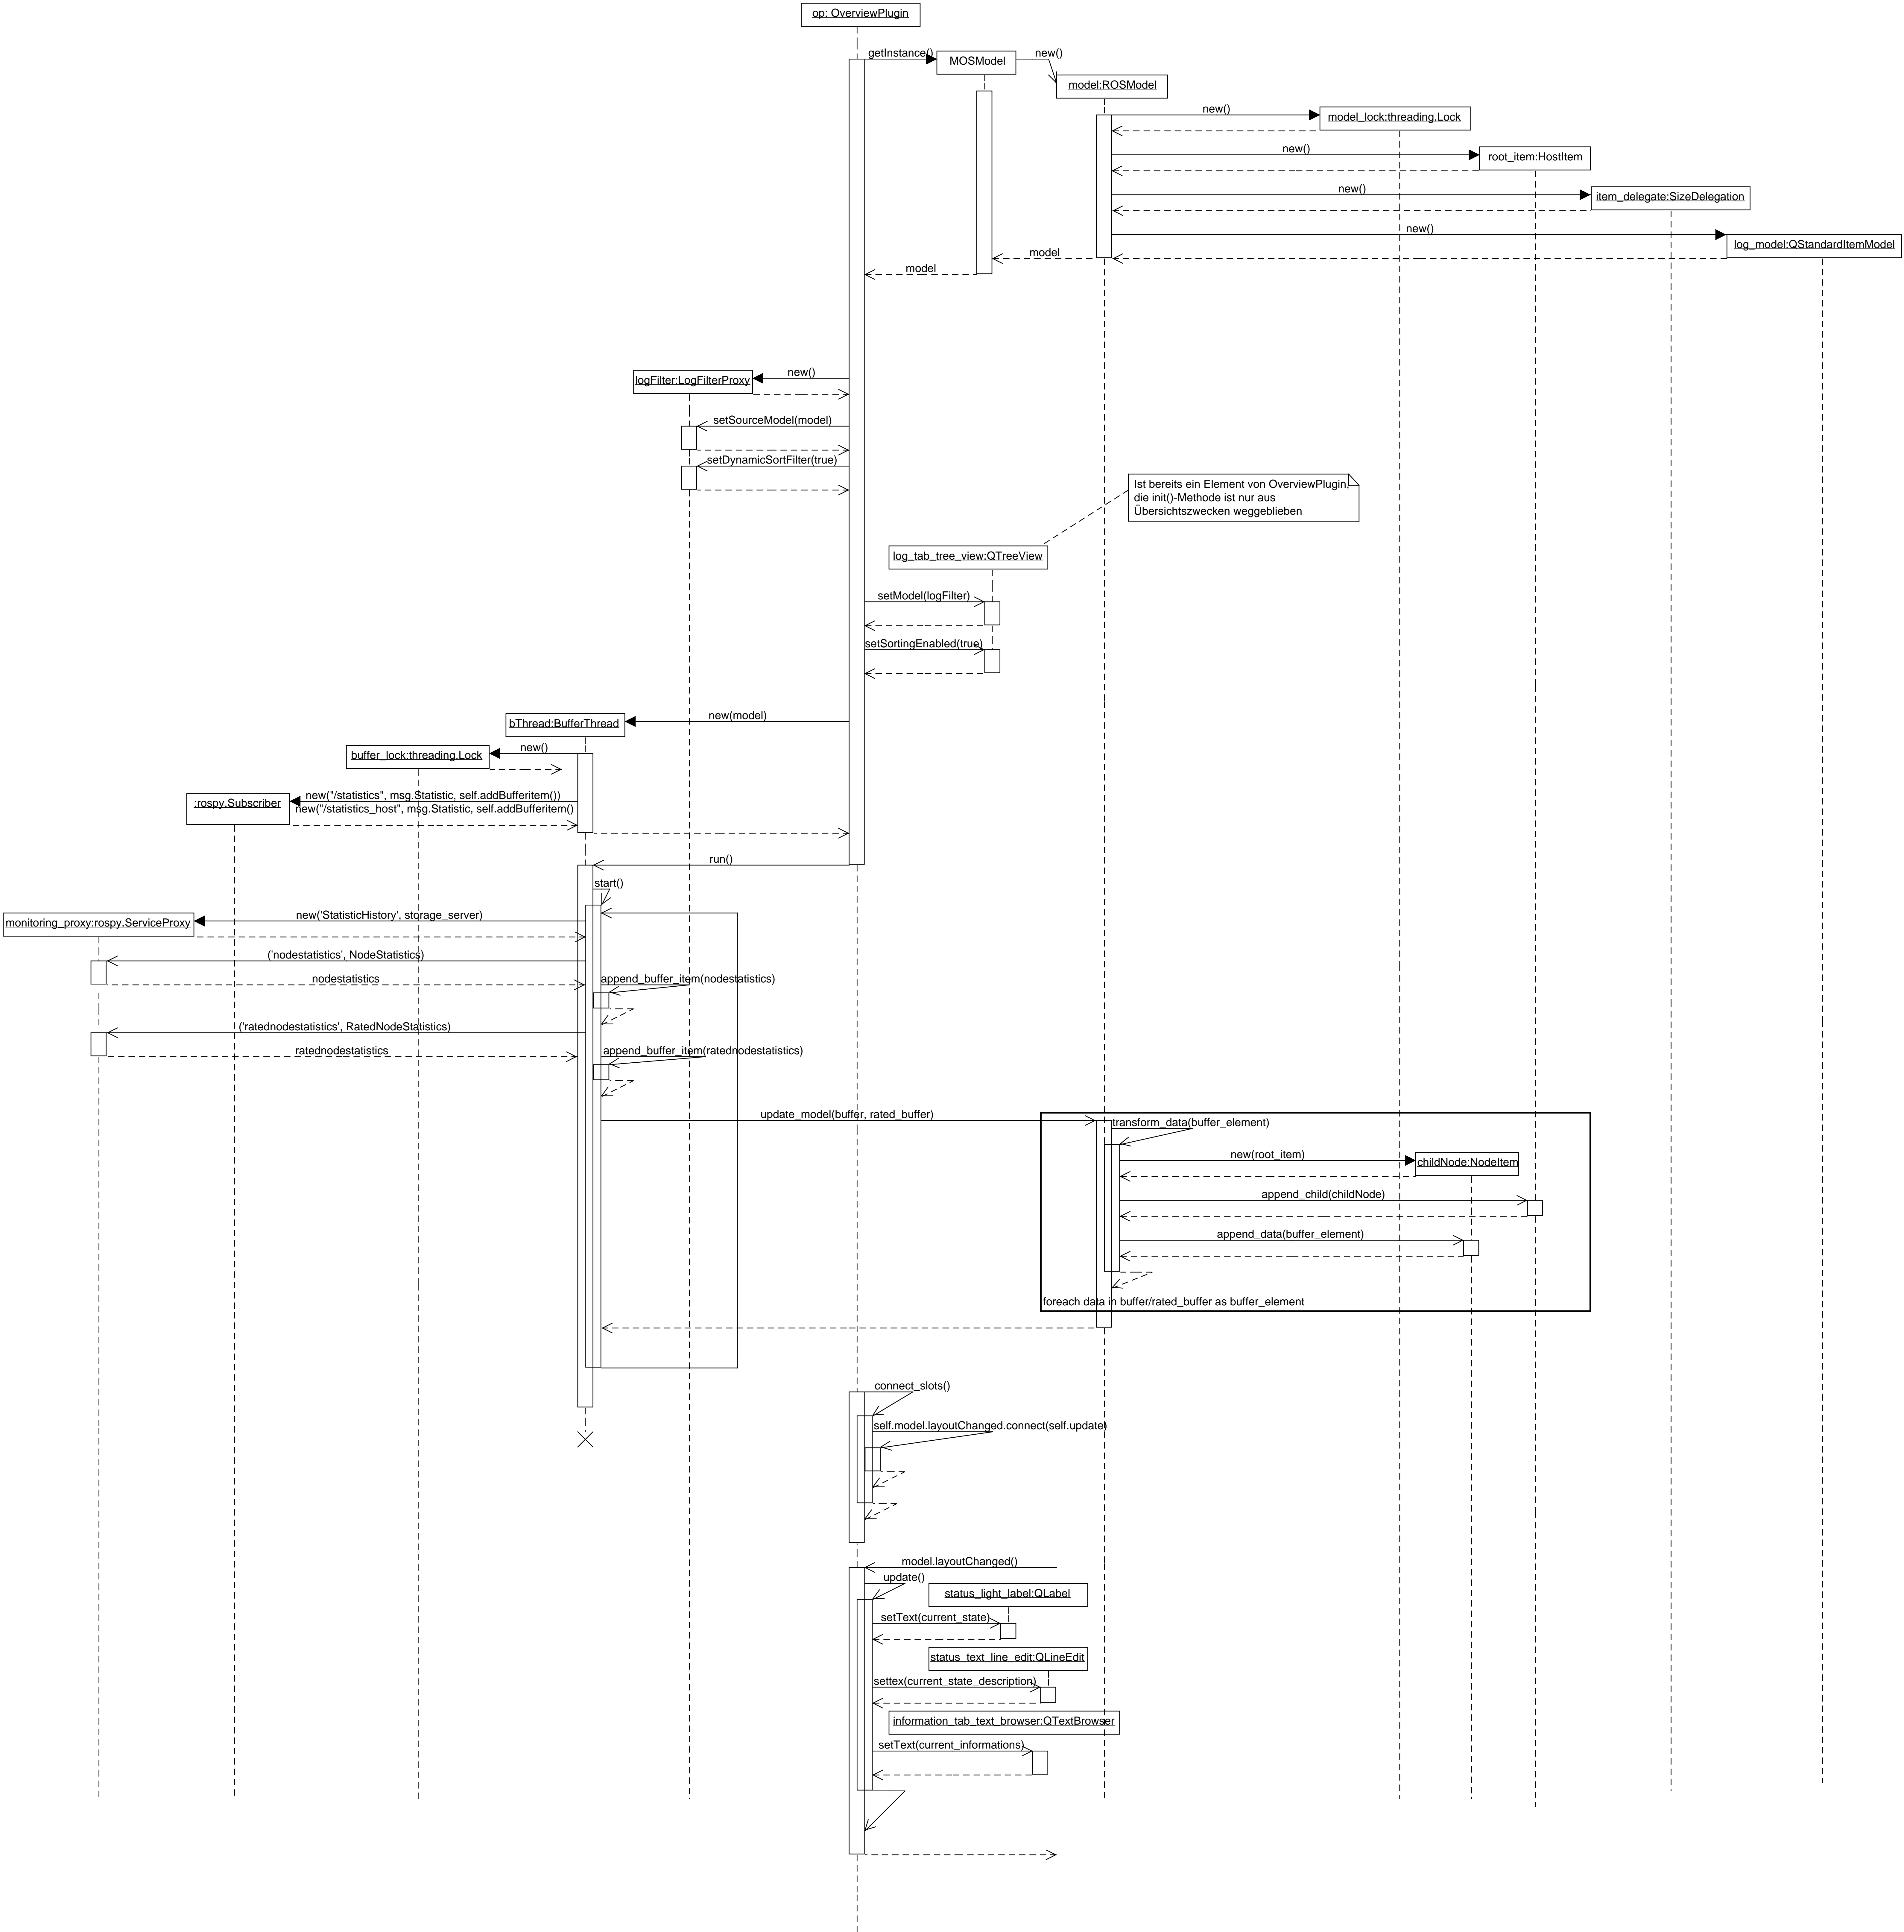 op: OverviewPlugin
getInstance()
MOSModel
new()
model:ROSModel
new()
model_lock:threading.Lock
new()
root_item:HostItem
new()
item_delegate:SizeDelegation
new()
log_model:QStandardItemModel
model
model
logFilter:LogFilterProxy
new()
setSourceModel(model)
setDynamicSortFilter(true)
Ist bereits ein Element von OverviewPlugin,
die init()-Methode ist nur aus
Übersichtszwecken weggeblieben
log_tab_tree_view:QTreeView
setModel(logFilter)
setSortingEnabled(true)
bThread:BufferThread
new(model)
buffer_lock:threading.Lock
new()
:rospy.Subscriber
new("/statistics", msg.Statistic, self.addBufferitem())
new("/statistics_host", msg.Statistic, self.addBufferitem()
run()
start()
monitoring_proxy:rospy.ServiceProxy
new('StatisticHistory', storage_server)
('nodestatistics', NodeStatistics)
nodestatistics
append_buffer_item(nodestatistics)
('ratednodestatistics', RatedNodeStatistics)
ratednodestatistics
append_buffer_item(ratednodestatistics)
update_model(buffer, rated_buffer)
transform_data(buffer_element)
new(root_item)
childNode:NodeItem
append_child(childNode)
append_data(buffer_element)
foreach data in buffer/rated_buffer as buffer_element
connect_slots()
self.model.layoutChanged.connect(self.update)
model.layoutChanged()
update()
status_light_label:QLabel
setText(current_state)
status_text_line_edit:QLineEdit
settex(current_state_description)
information_tab_text_browser:QTextBrowser
setText(current_informations)